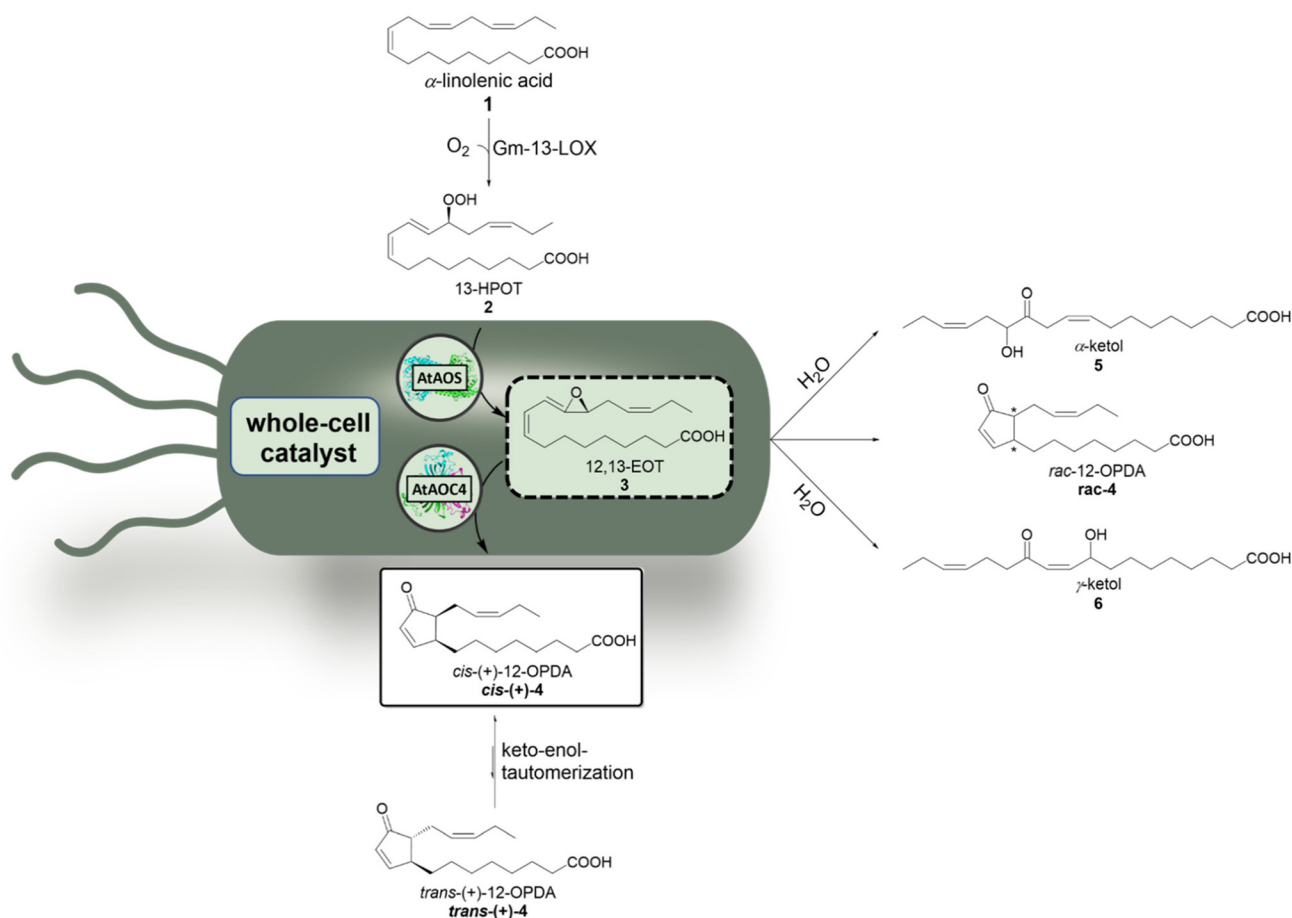 COOH
α-linolenic acid
1
O2
Gm-13-LOX
OOH
COOH
13-HPOT
2
AtAOS
whole-cell
catalyst
AtAOC4
O
COOH
12,13-EOT
3
H2O
H2O
O
OH
COOH
α-ketol
5
O
*
*
COOH
rac-12-OPDA
rac-4
O
OH
COOH
γ-ketol
6
O
COOH
cis-(+)-12-OPDA
cis-(+)-4
keto-enol-
tautomerization
O
COOH
trans-(+)-12-OPDA
trans-(+)-4